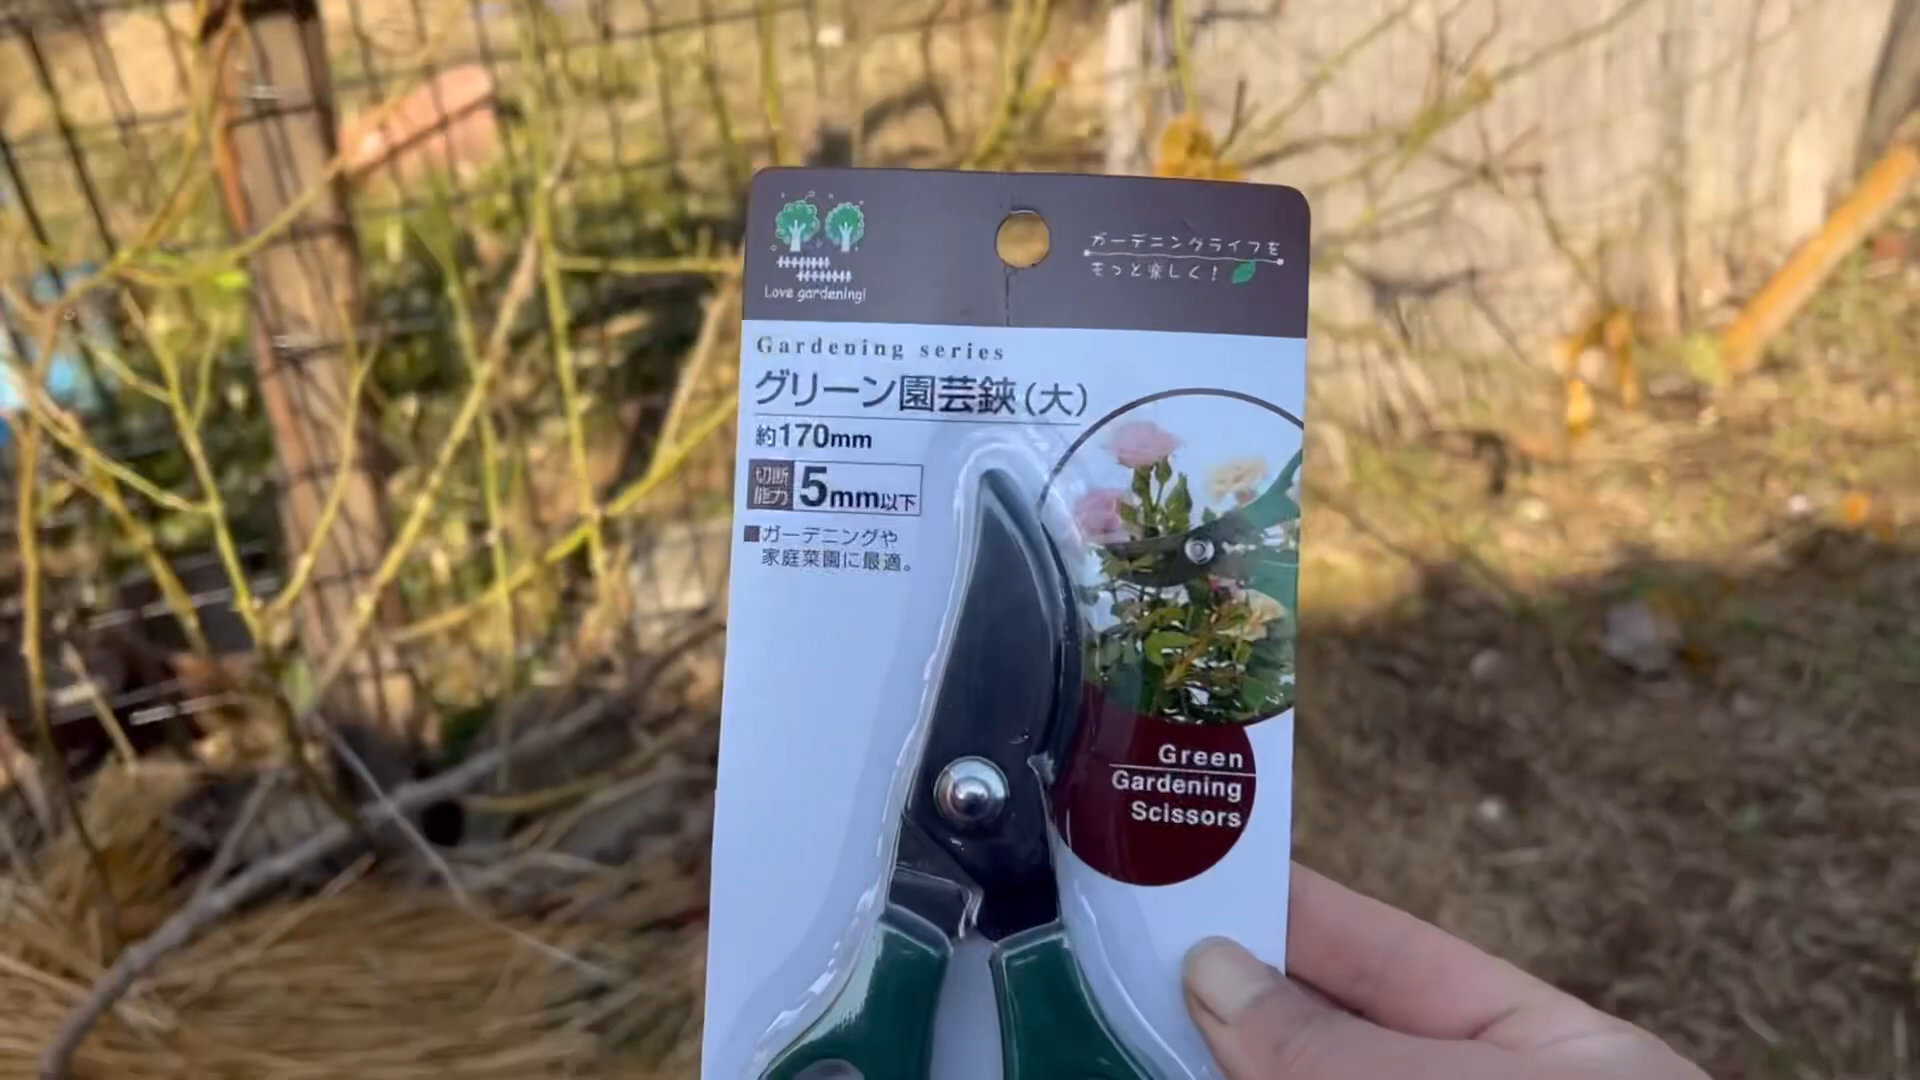 Love gardening!
ガーデニングライフを
もっと楽しく!
Gardening series
グリーン園芸鋏(大)
約170mm
切断
能力
5mm以下
■ガーデニングや
家庭菜園に最適。
Green
Gardening
Scissors